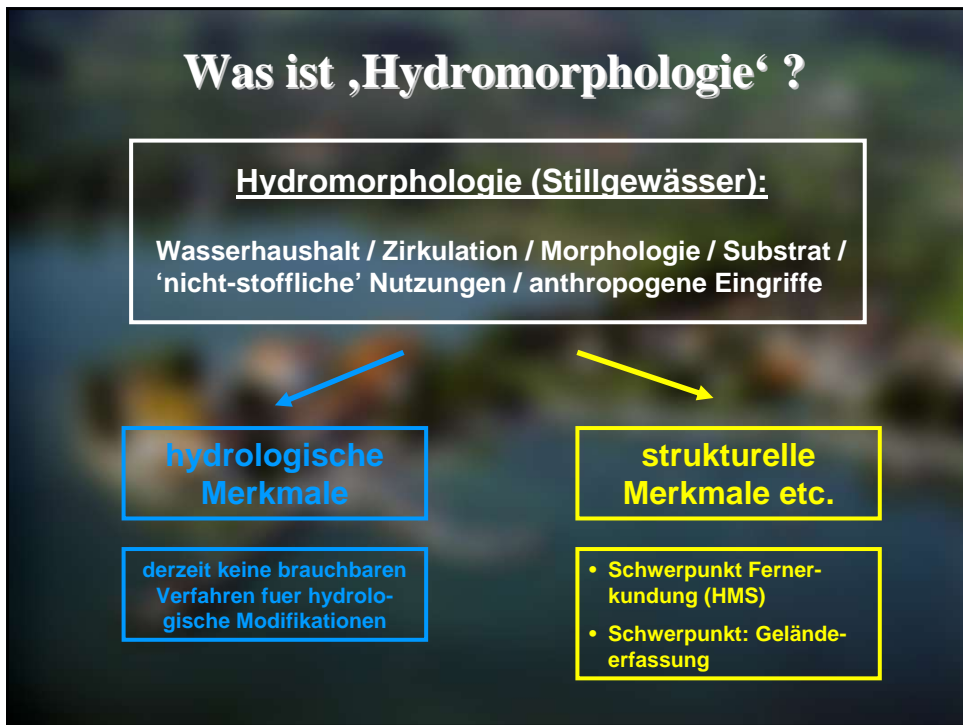 Was ist ‚Hydromorphologie‘ ?
Hydromorphologie (Stillgewässer):
Wasserhaushalt / Zirkulation / Morphologie / Substrat /
‘nicht-stoffliche’ Nutzungen / anthropogene Eingriffe
hydrologische
Merkmale
derzeit keine brauchbaren
Verfahren fuer hydrolo-
gische Modifikationen
strukturelle
Merkmale etc.
• Schwerpunkt Ferner-
kundung (HMS)
• Schwerpunkt: Gelände-
erfassung